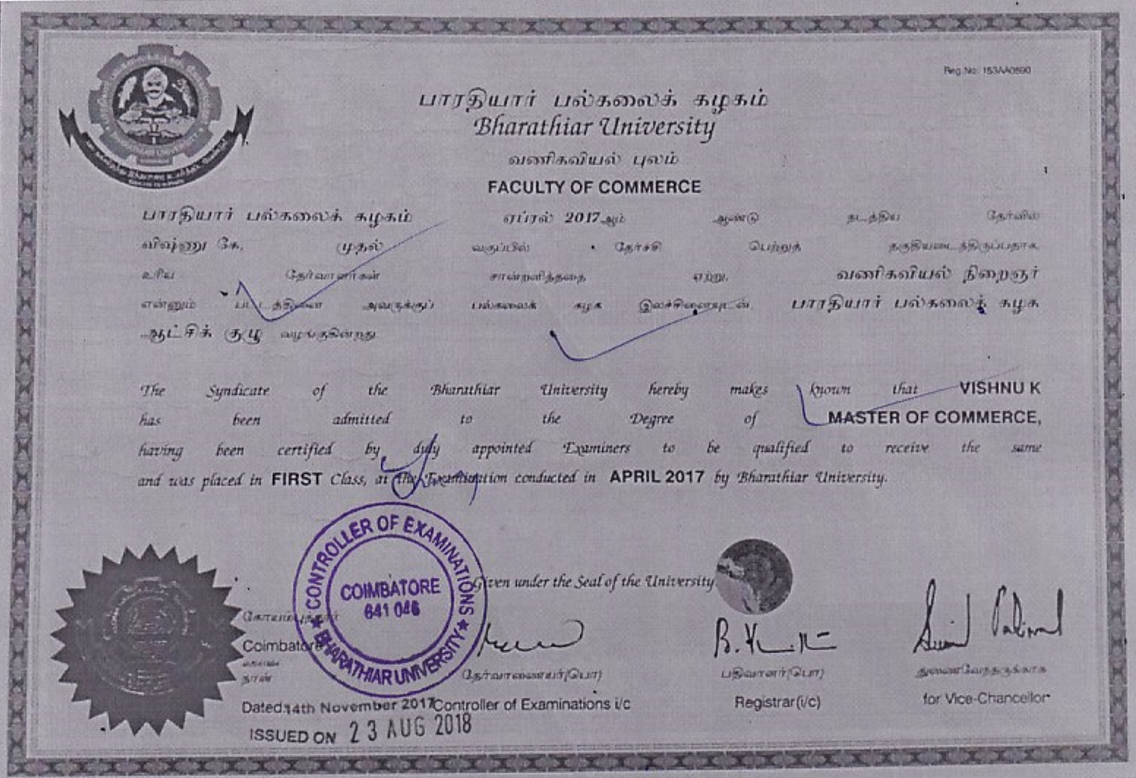 Reg.No: 153AA0590
பாரதியார் பல்கலைக் கழகம்
Bharathiar University
வணிகவியல் புலம்
FACULTY OF COMMERCE
பாரதியார் பல்கலைக் கழகம் ஏப்ரல் 2017ஆம் ஆண்டு நடத்திய தேர்வில்
விஷ்ணு கே, முதல் வகுப்பில் தேர்ச்சி பெற்றுத் தகுதியடைந்திருப்பதாக
உரிய தேர்வாளர்கள் சான்றளித்ததை ஏற்று, வணிகவியல் நிறைஞர்
என்னும் பட்டத்தினை அவருக்குப் பல்கலைக் கழக இலச்சினையுடன், பாரதியார் பல்கலைக் கழக
ஆட்சிக் குழு வழங்குகின்றது.
The Syndicate of the Bharathiar University hereby makes known that VISHNU K
has been admitted to the Degree of MASTER OF COMMERCE,
having been certified by duly appointed Examiners to be qualified to receive the same
and was placed in FIRST Class, at the Examination conducted in APRIL 2017 by Bharathiar University.
CONTROLLER OF EXAMINATIONS
COIMBATORE
641 046
BHARATHIAR UNIVERSITY
Given under the Seal of the University
கோயம்புத்தூர்
Coimbatore
நாள்
தேர்வாணையர்(பொ)
பதிவாளர்(பொ)
துணைவேந்தருக்காக
Dated:14th November 2017
Controller of Examinations i/c
Registrar(i/c)
for Vice-Chancellor
ISSUED ON 23 AUG 2018